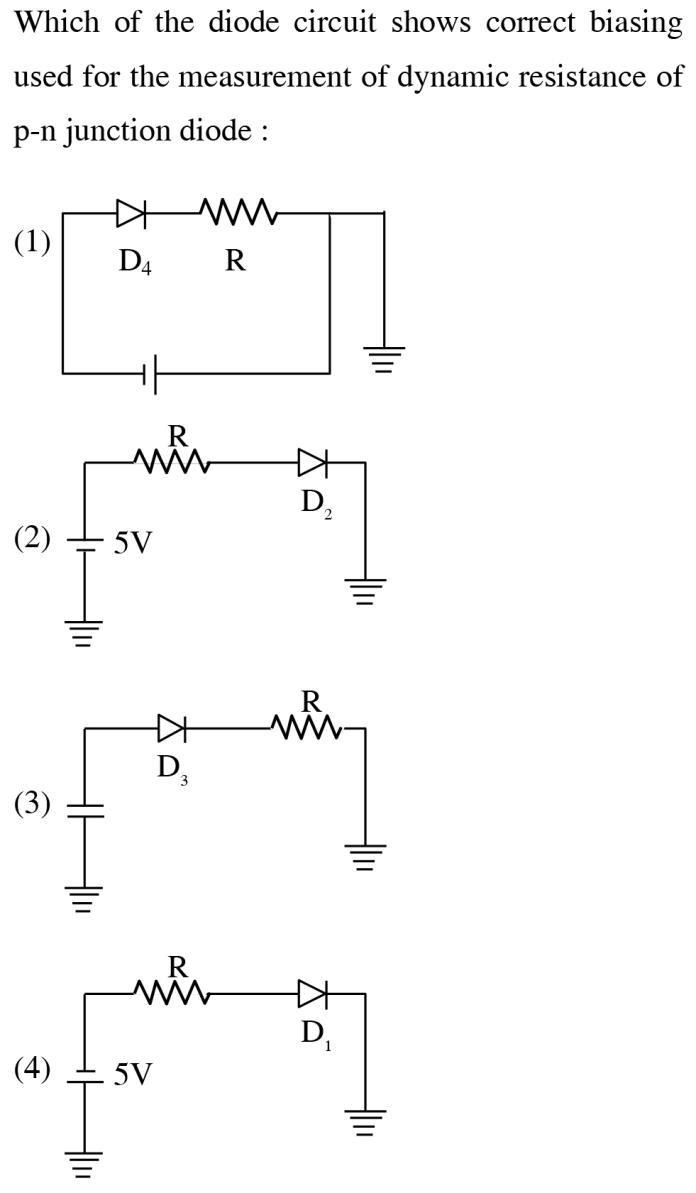 Which of the diode circuit shows correct biasing
used for the measurement of dynamic resistance of
p-n junction diode :
(1)
D4 R
R
D2
(2) 5V
R
D3
(3)
R
D1
(4) 5V